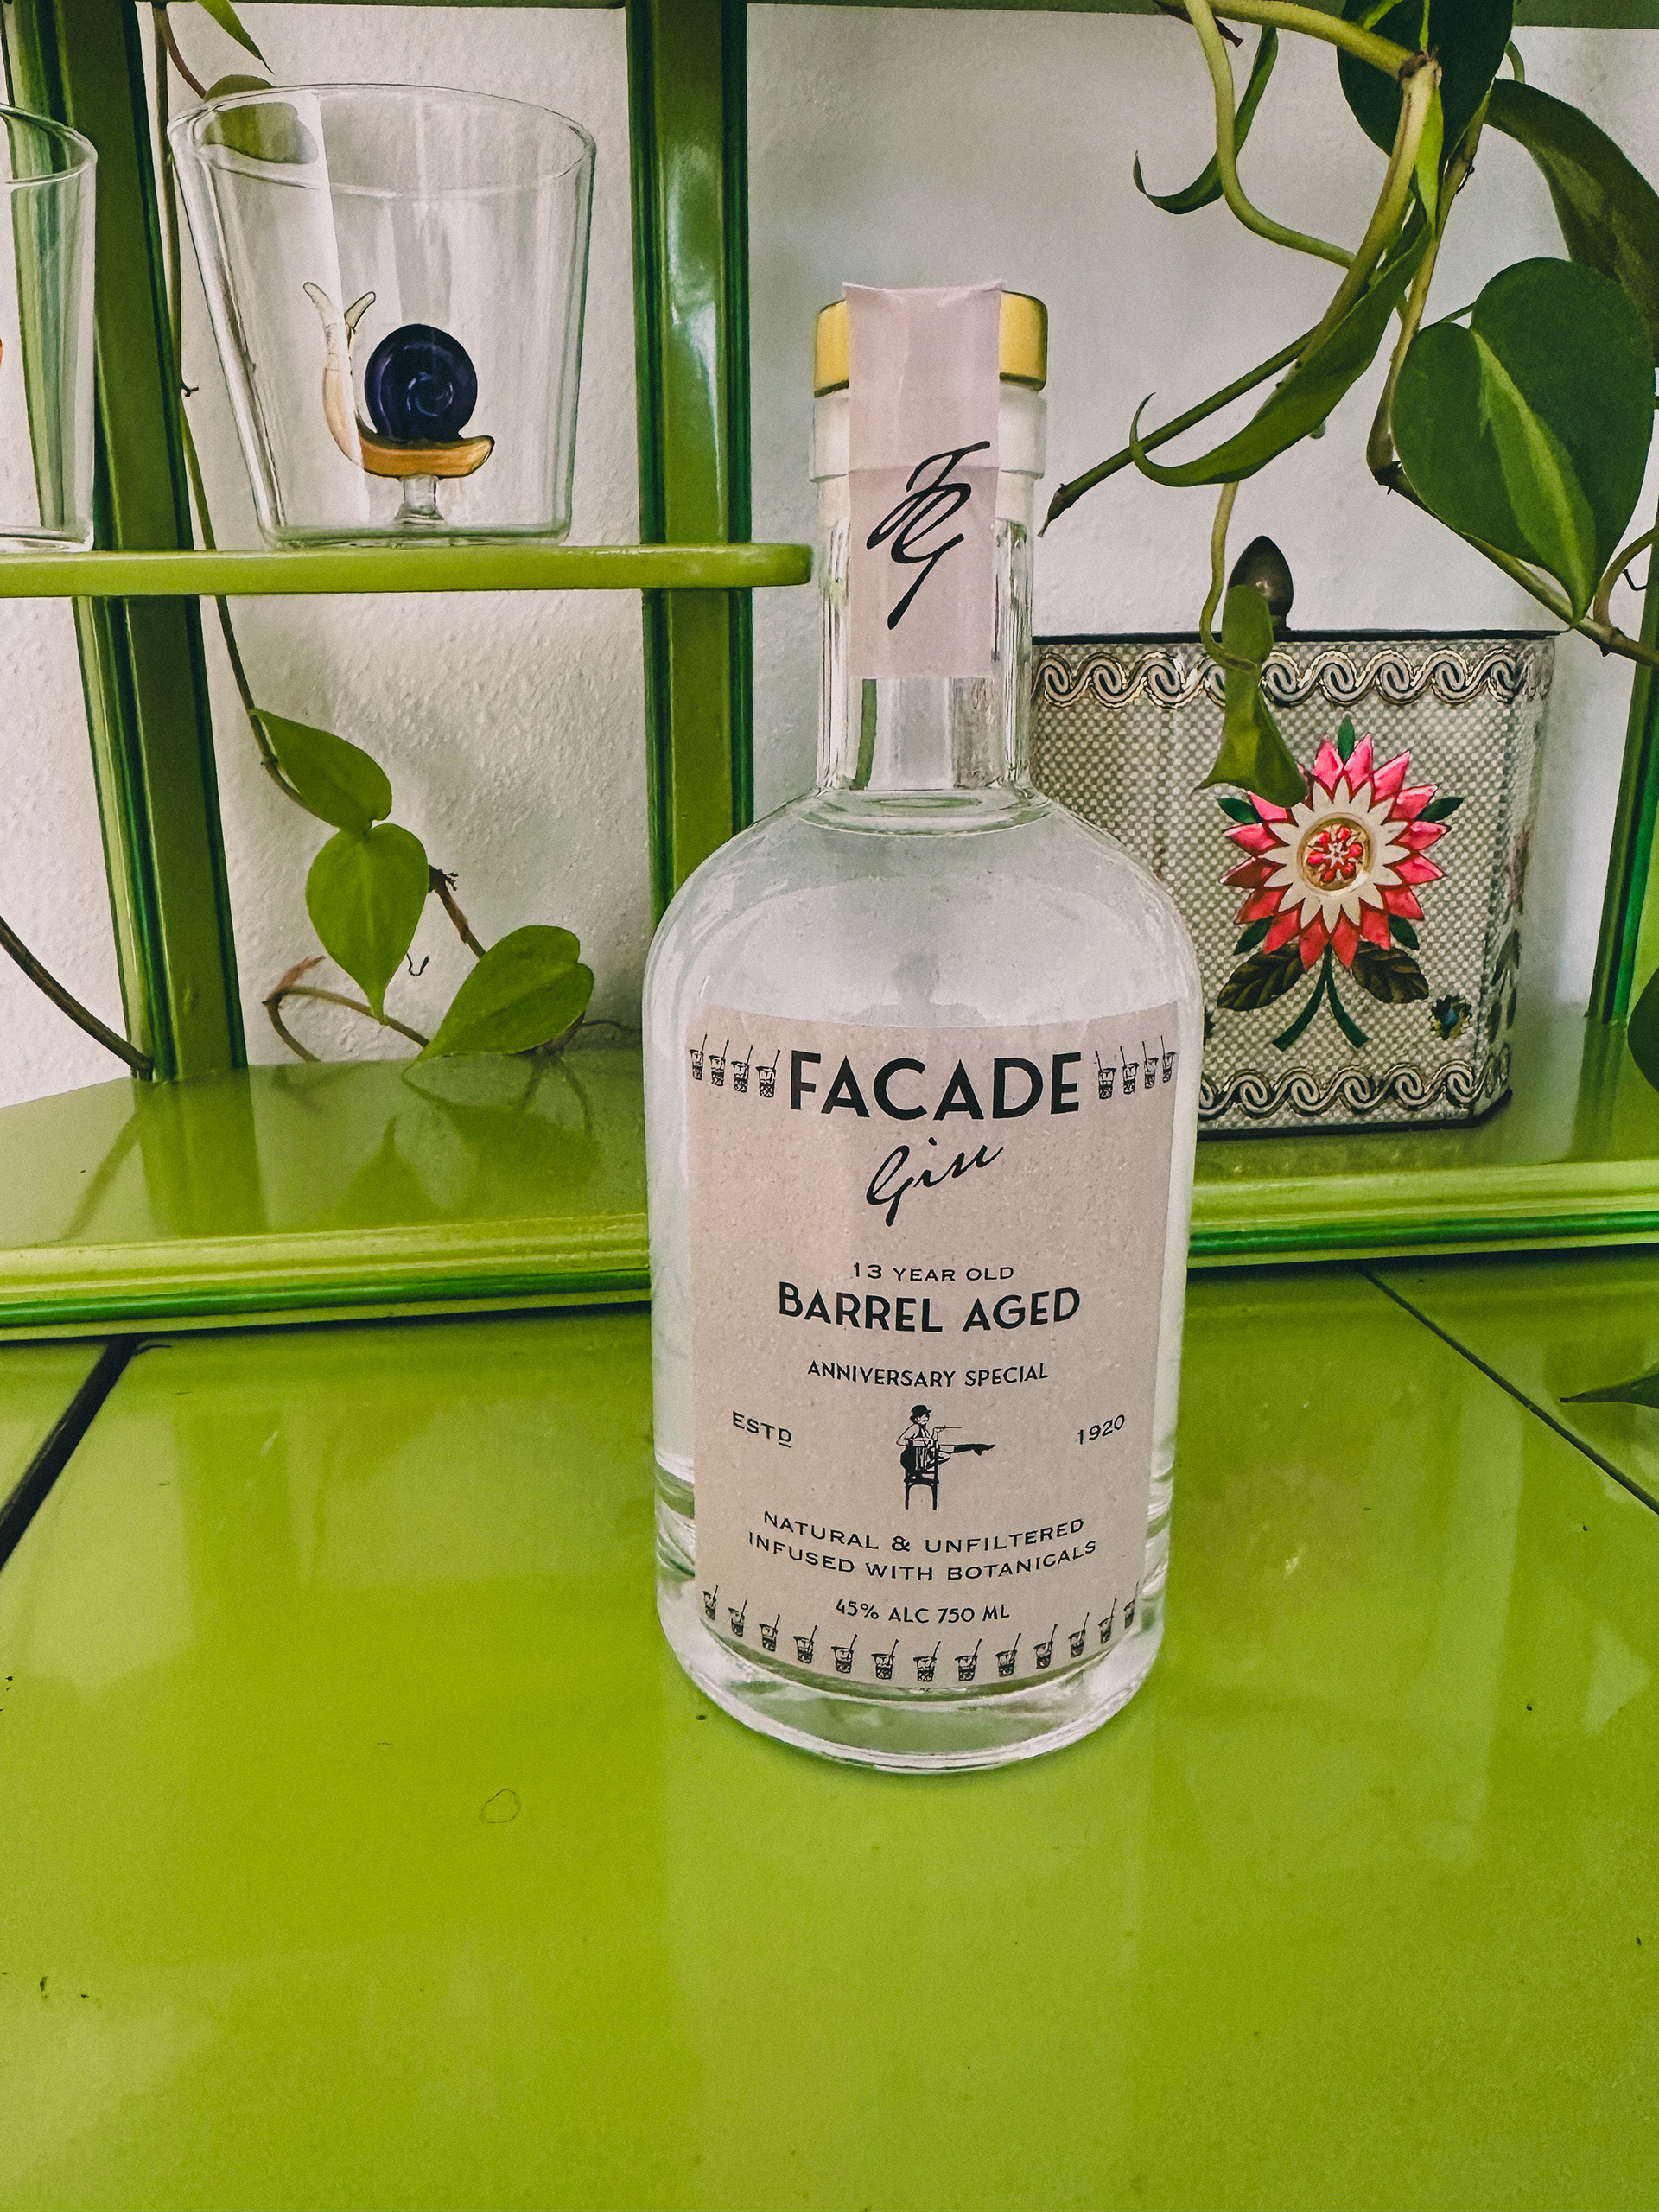 FG
FACADE
Gin
13 YEAR OLD
BARREL AGED
ANNIVERSARY SPECIAL
ESTD 1920
NATURAL & UNFILTERED
INFUSED WITH BOTANICALS
45% ALC 750 ML